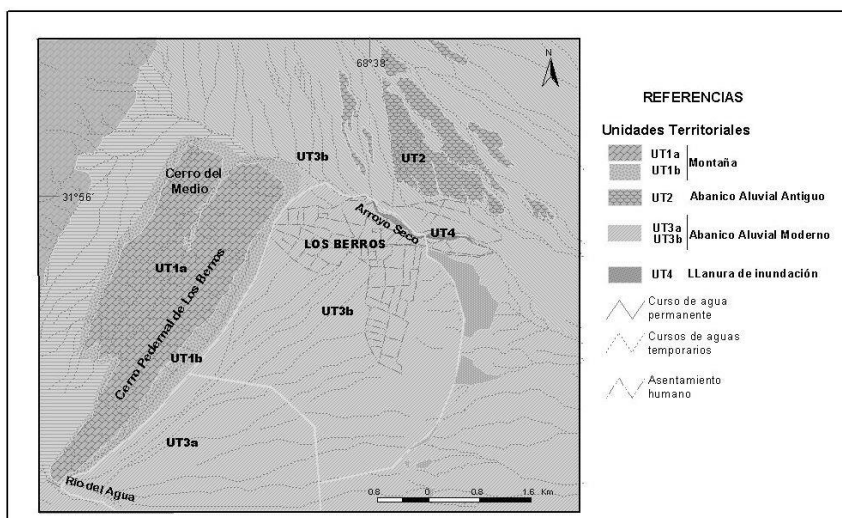 N
68°38'
31°56'
UT3b
UT2
Cerro del
Medio
Arroyo Seco
UT4
LOS BERROS
UT1a
UT3b
Cerro Pedernal de Los Berros
UT1b
UT3a
Río del Agua
0.8 0 0.8 1.6 Km
REFERENCIAS
Unidades Territoriales
UT1a
UT1b
Montaña
UT2 Abanico Aluvial Antiguo
UT3a
UT3b
Abanico Aluvial Moderno
UT4 LLanura de inundación
Curso de agua
permanente
Cursos de aguas
temporarios
Asentamiento
humano